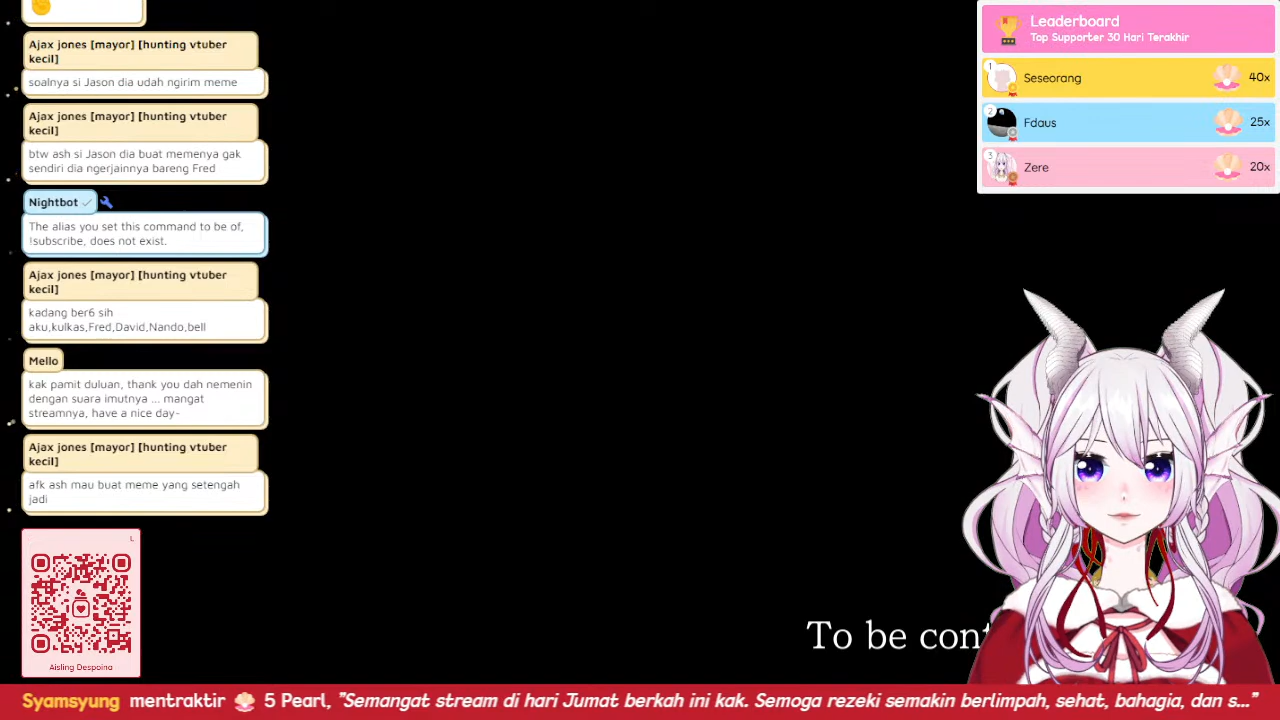 Ajax jones [mayor] [hunting vtuber
kecil]
soalnya si Jason dia udah ngirim meme
Ajax jones [mayor] [hunting vtuber
kecil]
btw ash si Jason dia buat memenya gak
sendiri dia ngerjainnya bareng Fred
Nightbot
The alias you set this command to be of,
!subscribe, does not exist.
Ajax jones [mayor] [hunting vtuber
kecil]
kadang ber6 sih
aku,kulkas,Fred,David,Nando,bell
Mello
kak pamit duluan, thank you dah nemenin
dengan suara imutnya ... mangat
streamnya, have a nice day~
Ajax jones [mayor] [hunting vtuber
kecil]
afk ash mau buat meme yang setengah
jadi
L
Aisling Despoina
Leaderboard
Top Supporter 30 Hari Terakhir
1 Seseorang 40x
2 Fdaus 25x
3 Zere 20x
To be con
Syamsyung mentraktir 5 Pearl, "Semangat stream di hari Jumat berkah ini kak. Semoga rezeki semakin berlimpah, sehat, bahagia, dan s..."